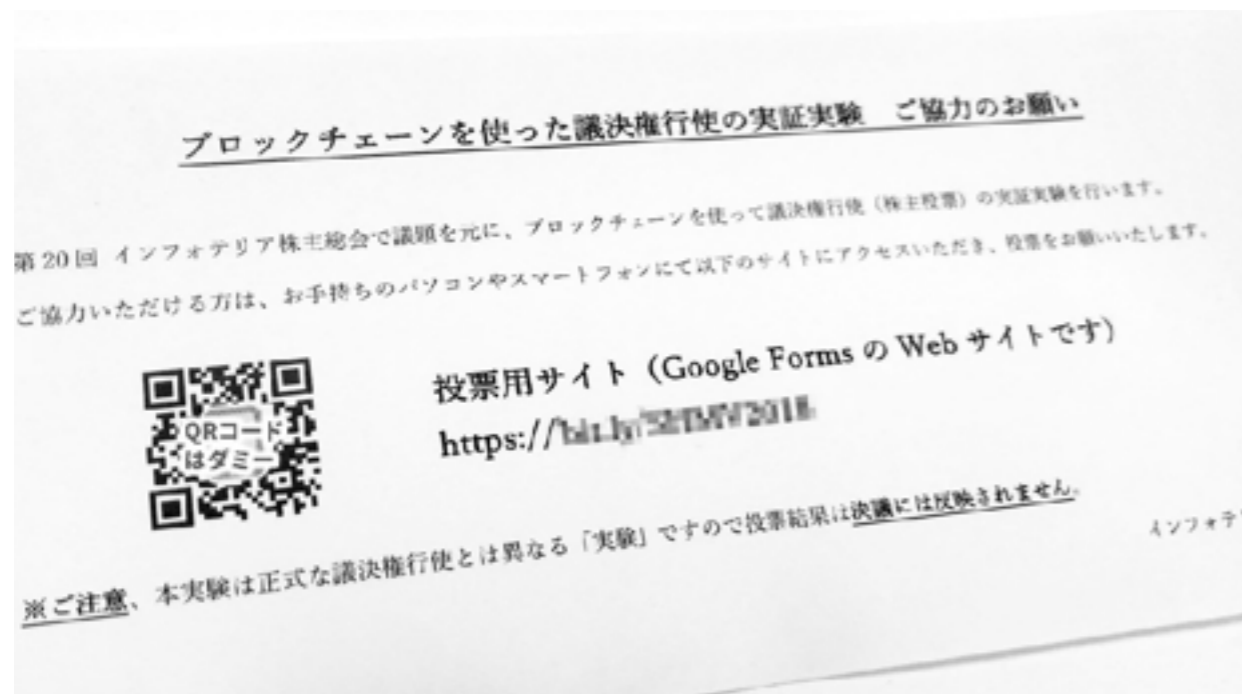 ブロックチェーンを使った議決権行使の実証実験　ご協力のお願い
第20回 インフォテリア株主総会で議題を元に、ブロックチェーンを使って議決権行使（株主投票）の実証実験を行います。
ご協力いただける方は、お手持ちのパソコンやスマートフォンにて以下のサイトにアクセスいただき、投票をお願いいたします。
QRコード
はダミー
投票用サイト（Google Forms の Web サイトです）
https://
※ご注意、本実験は正式な議決権行使とは異なる「実験」ですので投票結果は決議には反映されません。
インフォテ